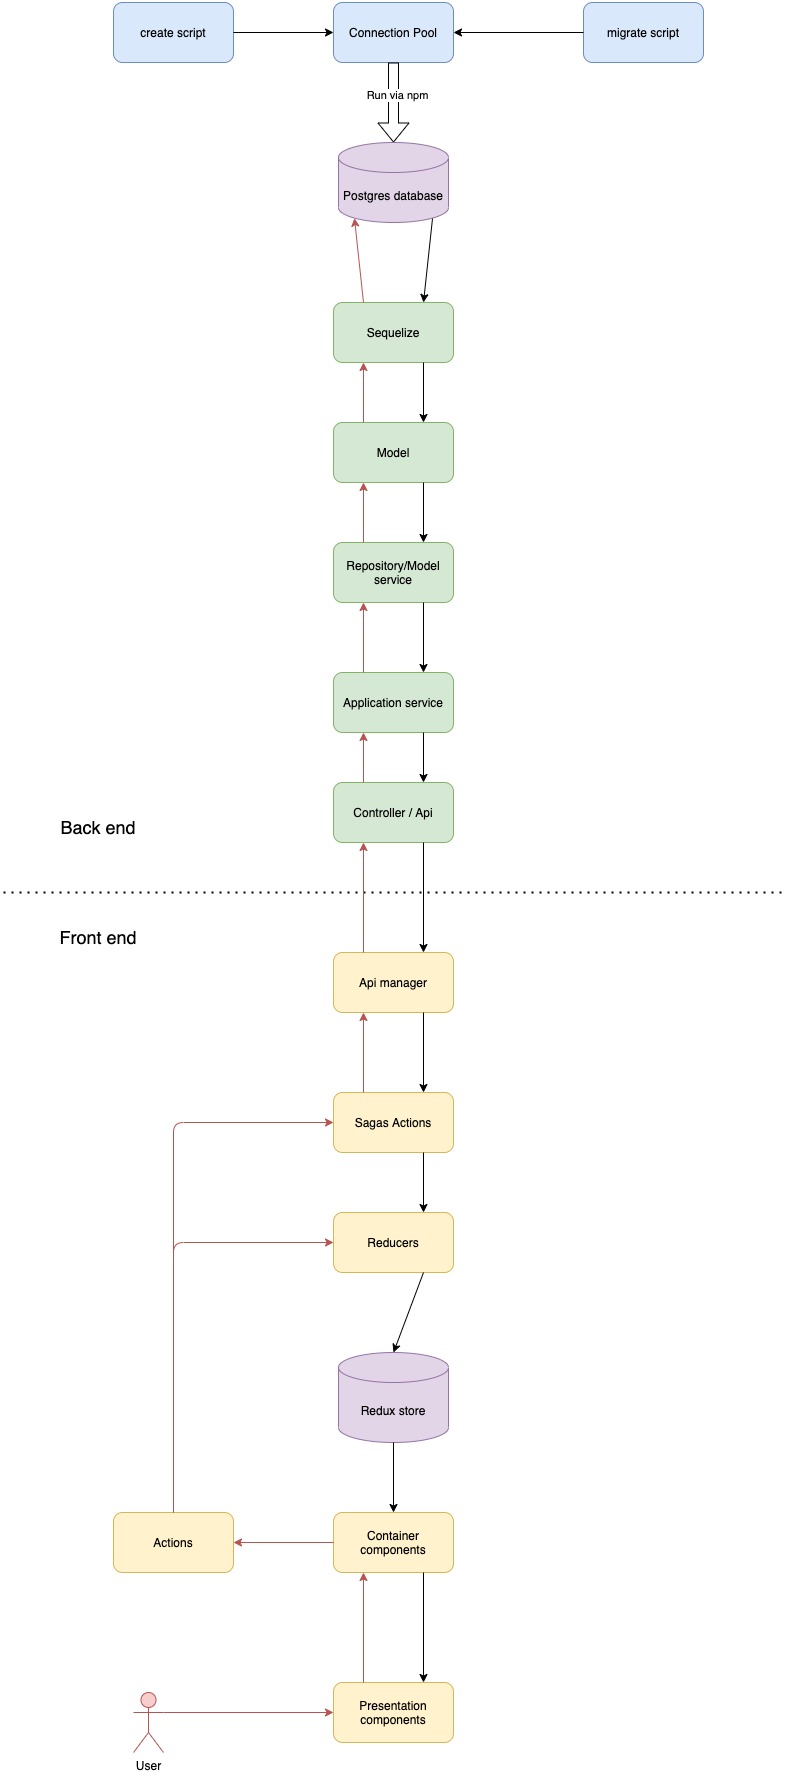 create script
Connection Pool
migrate script
Run via npm
Postgres database
Sequelize
Model
Repository/Model
service
Application service
Controller / Api
Back end
Front end
Api manager
Sagas Actions
Reducers
Redux store
Actions
Container
components
Presentation
components
User